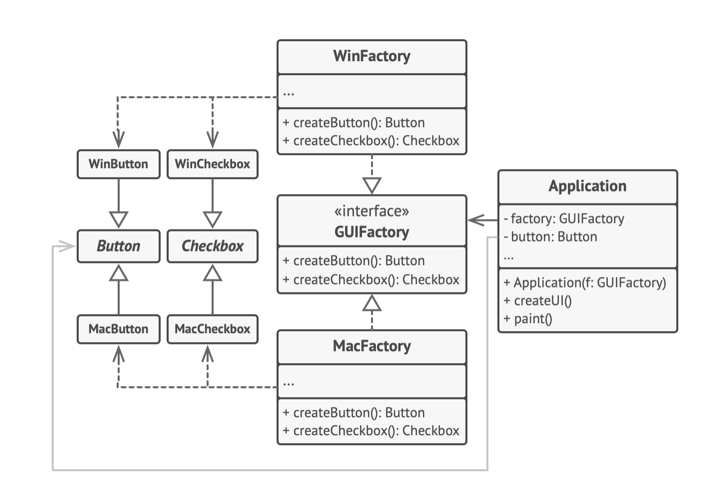 WinFactory
...
+ createButton(): Button
+ createCheckbox(): Checkbox
WinButton
WinCheckbox
«interface»
GUIFactory
+ createButton(): Button
+ createCheckbox(): Checkbox
Application
- factory: GUIFactory
- button: Button
...
+ Application(f: GUIFactory)
+ createUI()
+ paint()
Button
Checkbox
MacButton
MacCheckbox
MacFactory
...
+ createButton(): Button
+ createCheckbox(): Checkbox